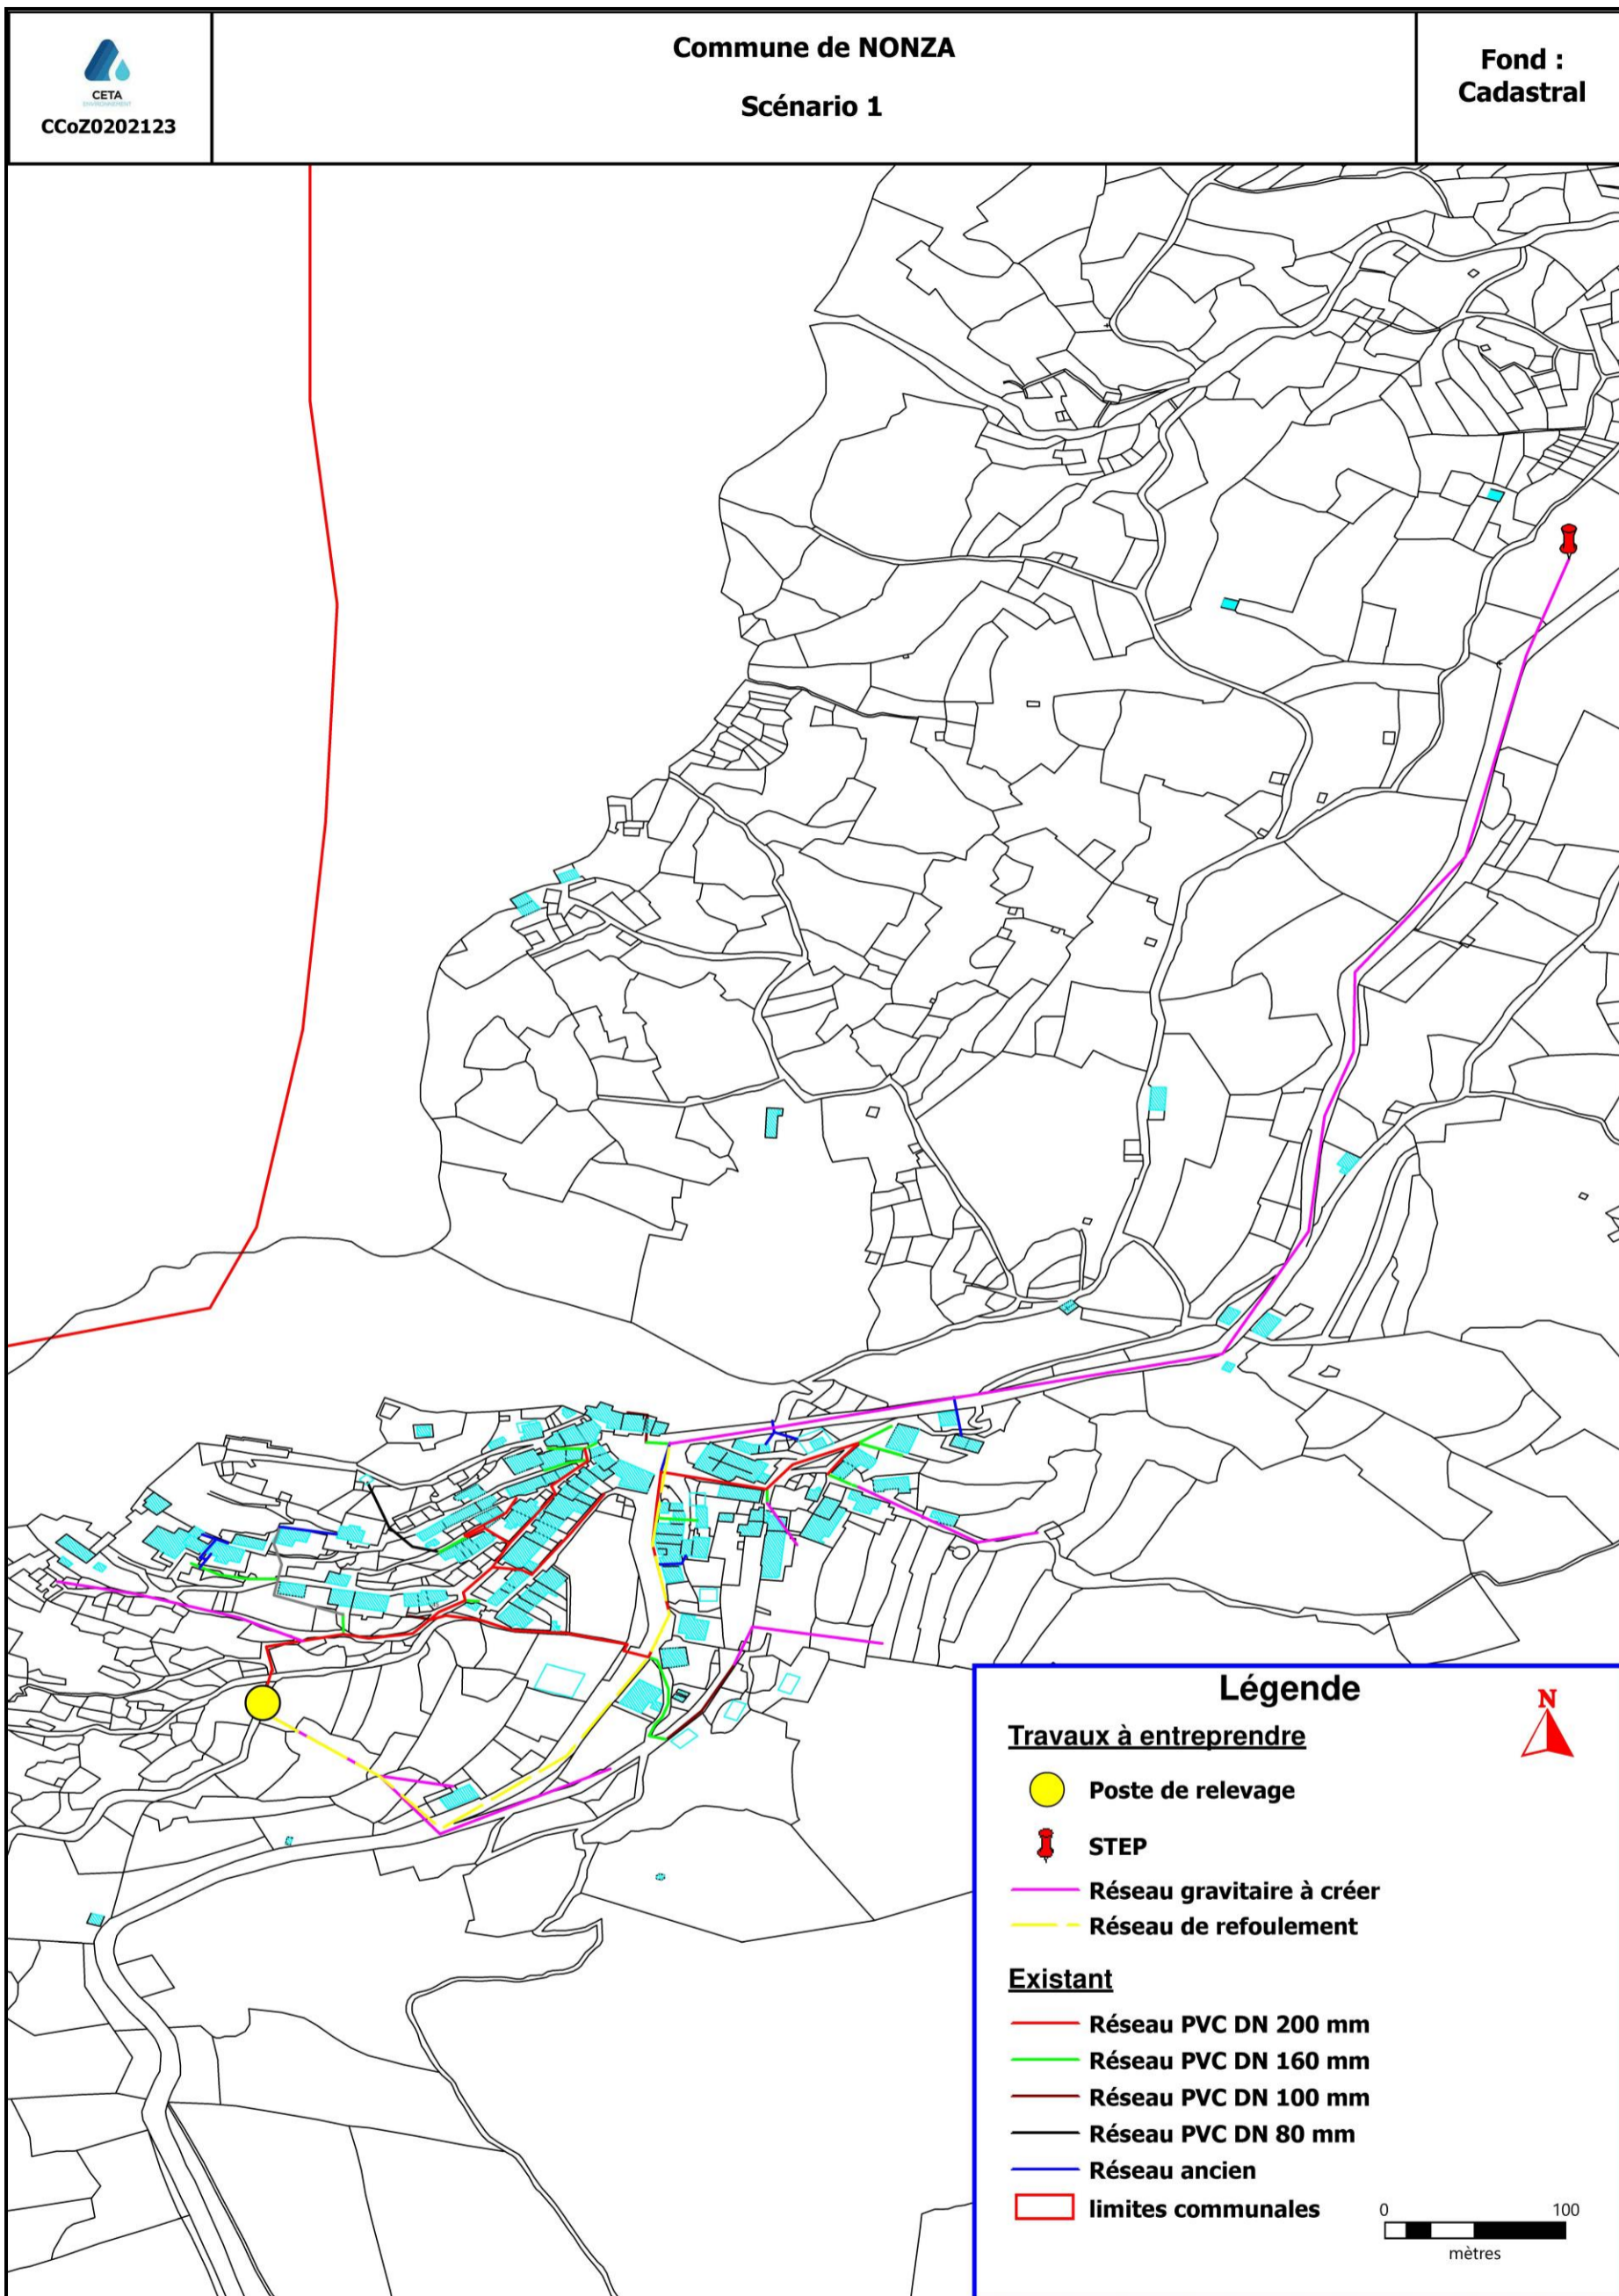 CETA
ENVIRONNEMENT
CCoZ0202123
Commune de NONZA
Scénario 1
Fond :
Cadastral
Légende
N
Travaux à entreprendre
Poste de relevage
STEP
Réseau gravitaire à créer
Réseau de refoulement
Existant
Réseau PVC DN 200 mm
Réseau PVC DN 160 mm
Réseau PVC DN 100 mm
Réseau PVC DN 80 mm
Réseau ancien
limites communales
0 100
mètres